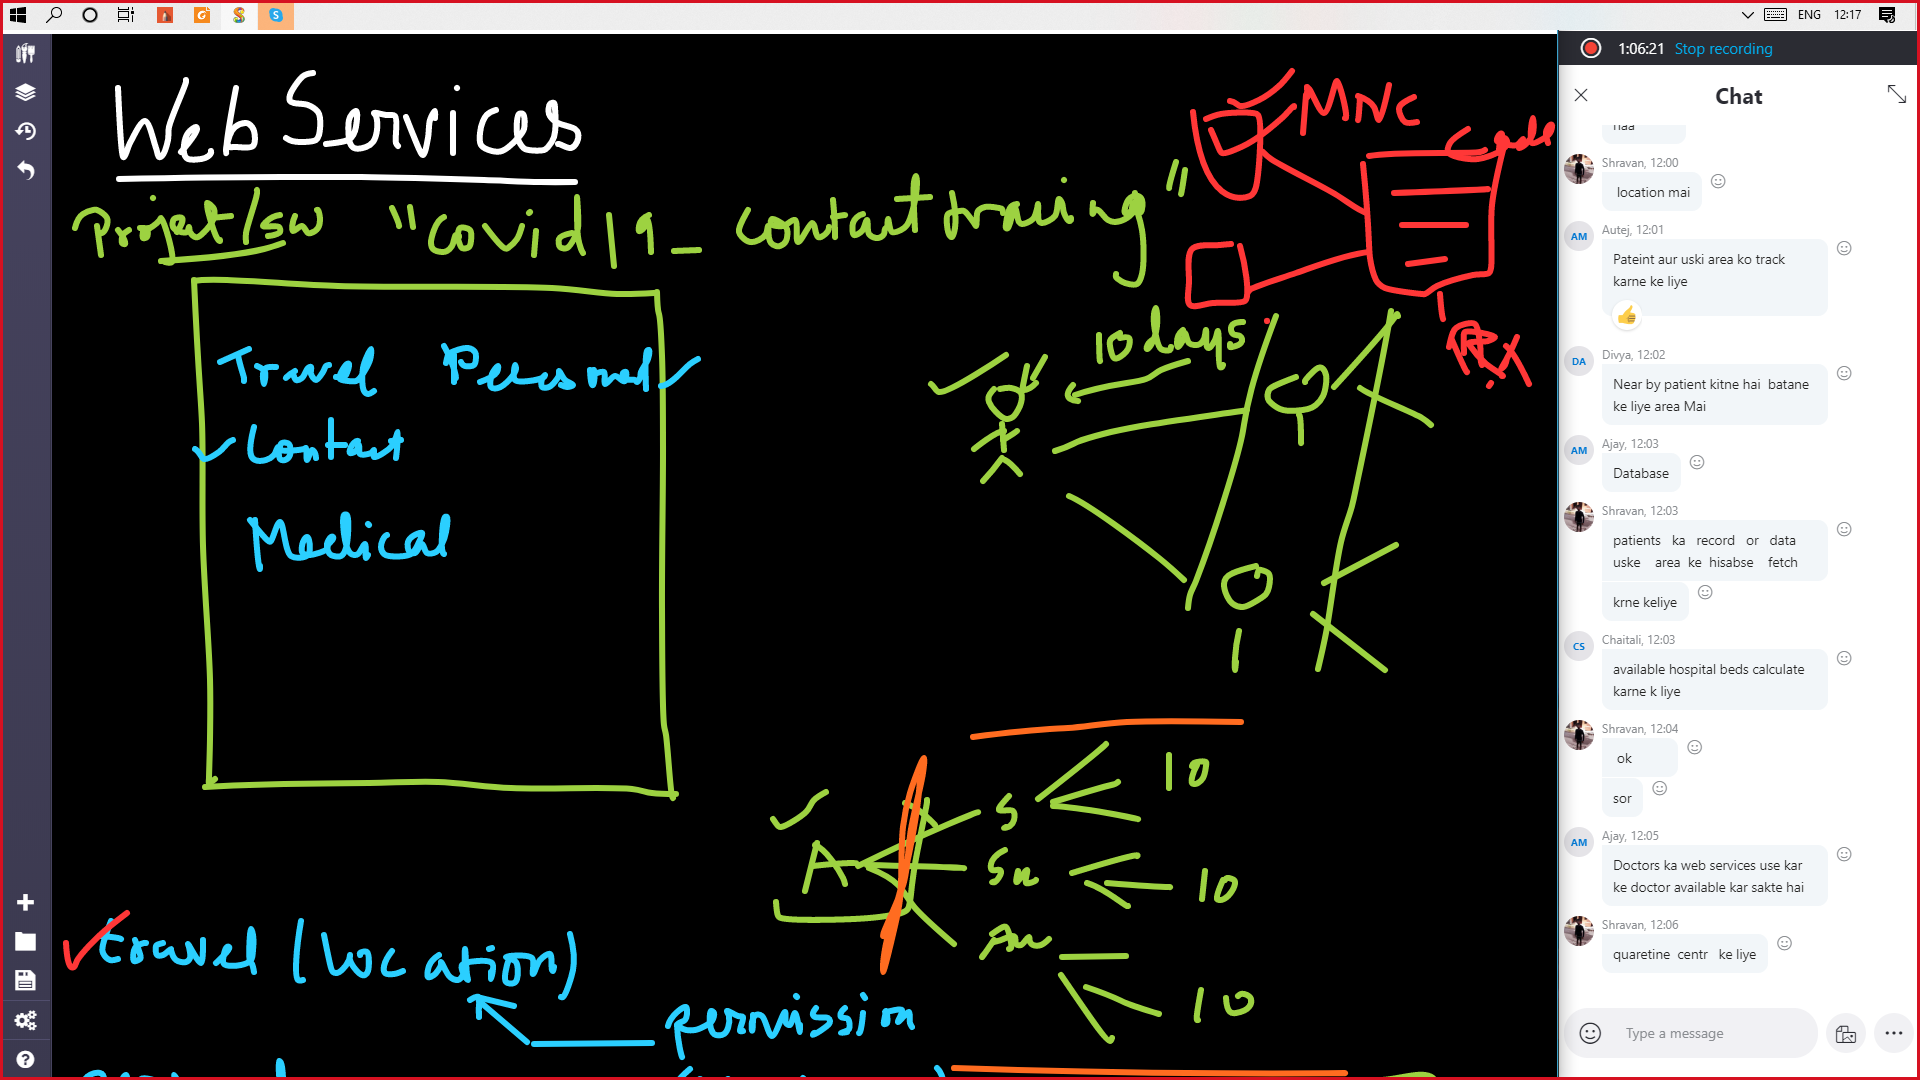 ENG 12:17
Web Services
MNC
Code
Project/sw "Covid19_ contact tracing"
10 days
Travel Personal
Contact
Medical
A
S 10
Sn 10
An 10
travel (location)
permission
1:06:21 Stop recording
Chat
naa
Shravan, 12:00
location mai
AM
Autej, 12:01
Pateint aur uski area ko track
karne ke liye
DA
Divya, 12:02
Near by patient kitne hai batane
ke liye area Mai
AM
Ajay, 12:03
Database
Shravan, 12:03
patients ka record or data
uske area ke hisabse fetch
krne keliye
CS
Chaitali, 12:03
available hospital beds calculate
karne k liye
Shravan, 12:04
ok
sor
AM
Ajay, 12:05
Doctors ka web services use kar
ke doctor available kar sakte hai
Shravan, 12:06
quaretine centr ke liye
Type a message